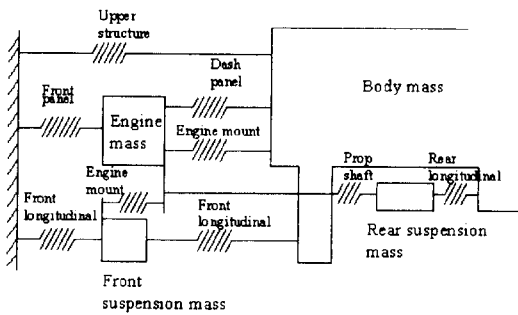 Upper
structure
Dash
panel
Front
panel
Body mass
Engine
mass
Engine mount
Engine
mount
Prop
shaft
Rear
longitudinal
Front
longitudinal
Front
longitudinal
Rear suspension
mass
Front
suspension mass